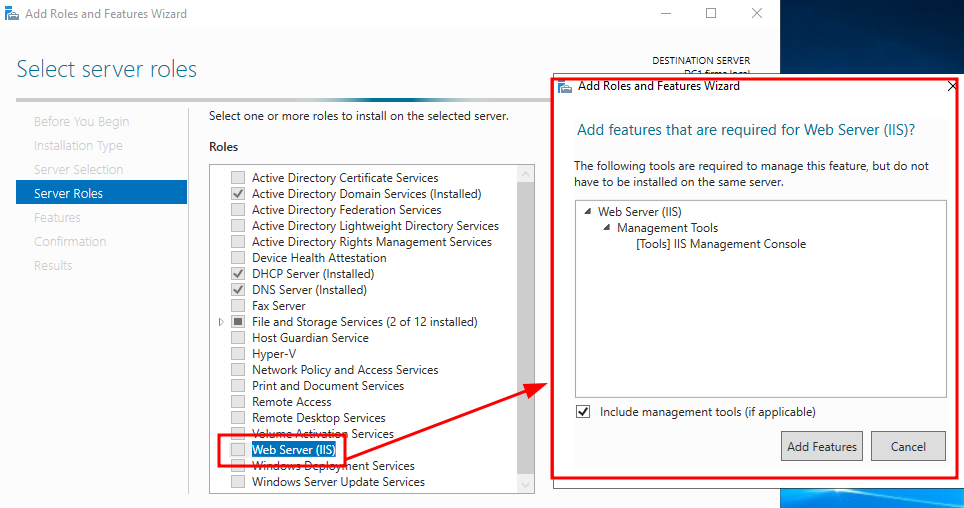 Add Roles and Features Wizard
Select server roles
DESTINATION SERVER
DC1.firma.local
Before You Begin
Installation Type
Server Selection
Server Roles
Features
Confirmation
Results
Select one or more roles to install on the selected server.
Roles
Active Directory Certificate Services
Active Directory Domain Services (Installed)
Active Directory Federation Services
Active Directory Lightweight Directory Services
Active Directory Rights Management Services
Device Health Attestation
DHCP Server (Installed)
DNS Server (Installed)
Fax Server
File and Storage Services (2 of 12 installed)
Host Guardian Service
Hyper-V
Network Policy and Access Services
Print and Document Services
Remote Access
Remote Desktop Services
Volume Activation Services
Web Server (IIS)
Windows Deployment Services
Windows Server Update Services
Add Roles and Features Wizard
Add features that are required for Web Server (IIS)?
The following tools are required to manage this feature, but do not
have to be installed on the same server.
Web Server (IIS)
Management Tools
[Tools] IIS Management Console
Include management tools (if applicable)
Add Features
Cancel